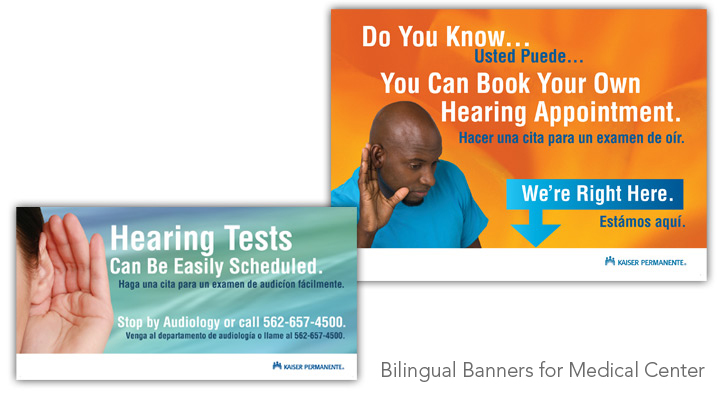 Do You Know...
Usted Puede...
You Can Book Your Own
Hearing Appointment.
Hacer una cita para un examen de oír.
We're Right Here.
Estámos aquí.
KAISER PERMANENTE®
Hearing Tests
Can Be Easily Scheduled.
Haga una cita para un examen de audicíon fácilmente.
Stop by Audiology or call 562-657-4500.
Venga al departamento de audiología o llame al 562-657-4500.
KAISER PERMANENTE®
Bilingual Banners for Medical Center